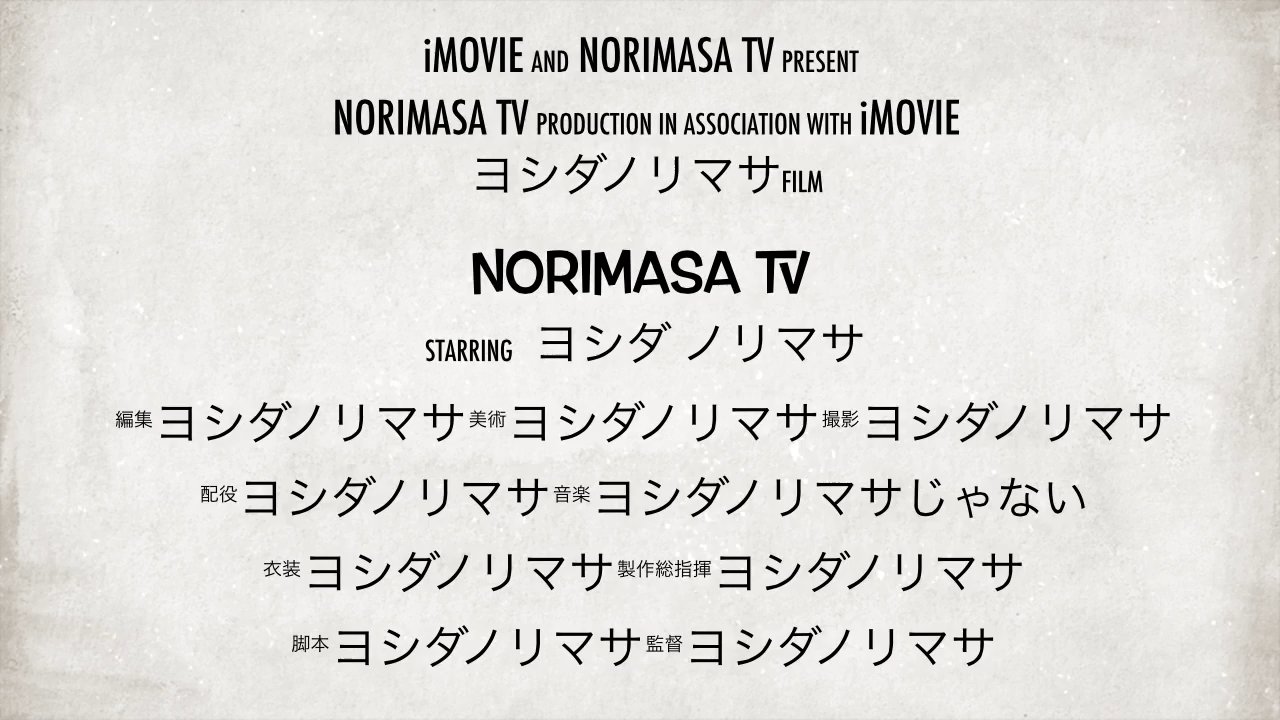 iMOVIE AND NORIMASA TV PRESENT
NORIMASA TV PRODUCTION IN ASSOCIATION WITH iMOVIE
ヨシダノリマサFILM
NORIMASA TV
STARRING ヨシダ ノリマサ
編集 ヨシダノリマサ 美術 ヨシダノリマサ 撮影 ヨシダノリマサ
配役 ヨシダノリマサ 音楽 ヨシダノリマサじゃない
衣装 ヨシダノリマサ 製作総指揮 ヨシダノリマサ
脚本 ヨシダノリマサ 監督 ヨシダノリマサ